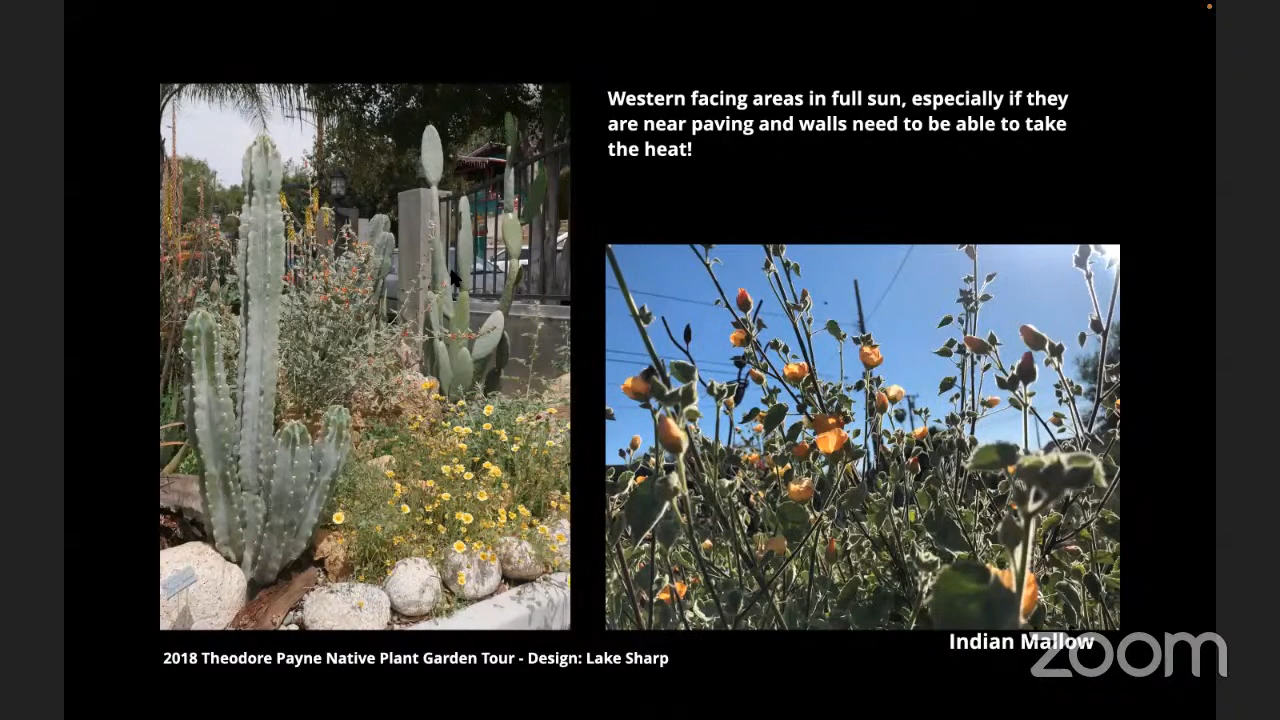 Western facing areas in full sun, especially if they
are near paving and walls need to be able to take
the heat!
Indian Mallow
2018 Theodore Payne Native Plant Garden Tour - Design: Lake Sharp
zoom